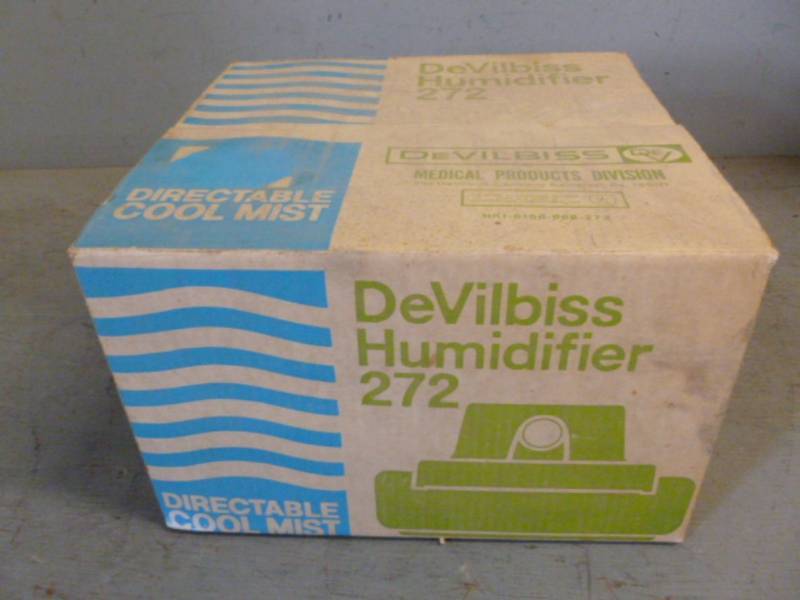 DeVilbiss
Humidifier
272
DEVILBISS
MEDICAL PRODUCTS DIVISION
DIRECTABLE
COOL MIST
DeVilbiss
Humidifier
272
DIRECTABLE
COOL MIST